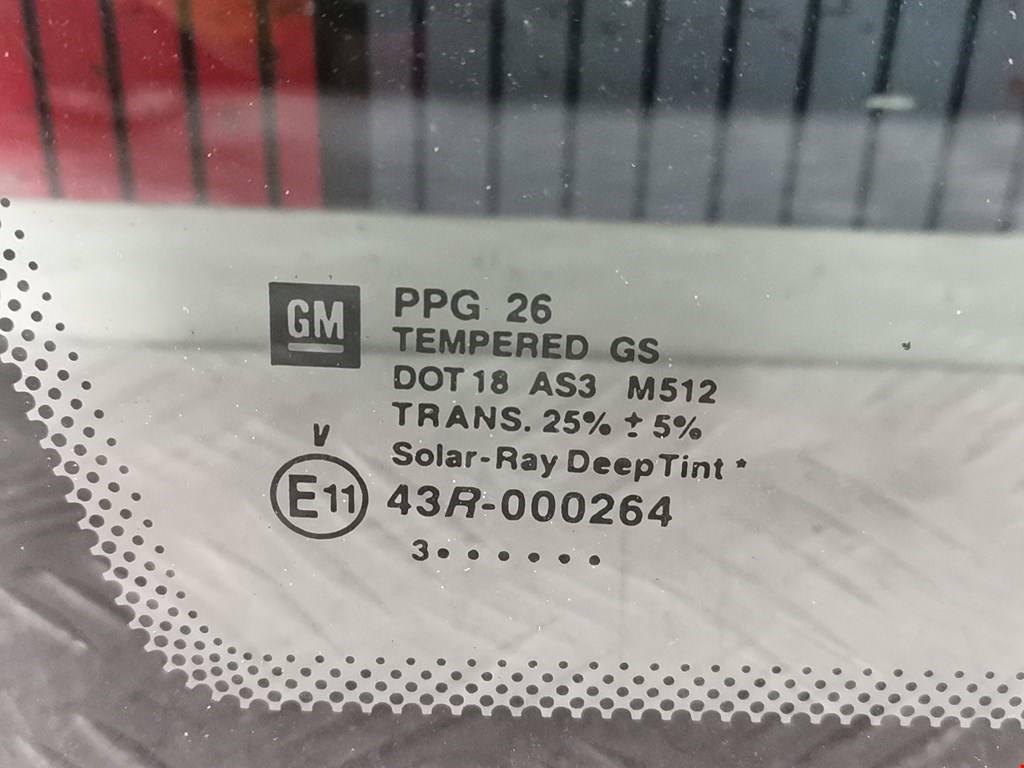 GM
PPG 26
TEMPERED GS
DOT 18 AS3 M512
TRANS. 25% ± 5%
Solar-Ray DeepTint *
V
E11 43R-000264
3 • • • • • •